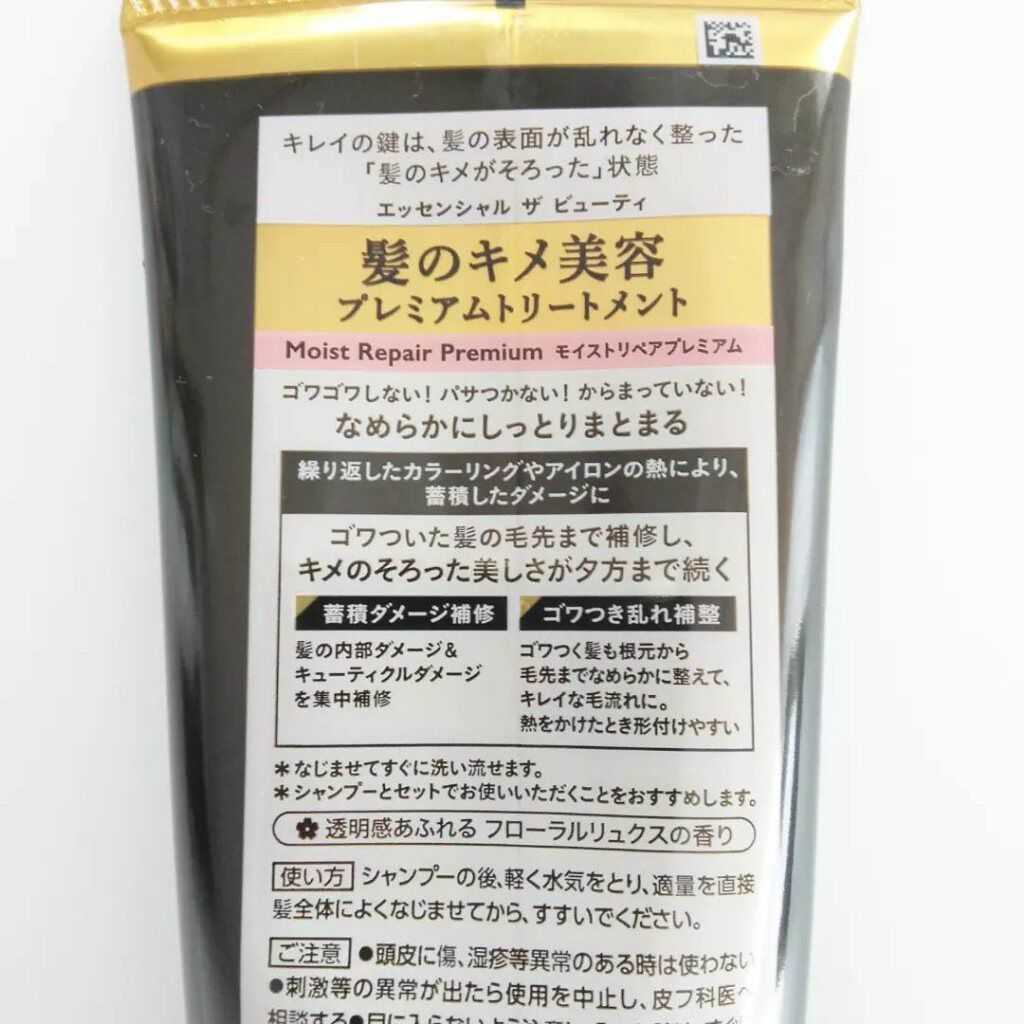 キレイの鍵は、髪の表面が乱れなく整った
「髪のキメがそろった」状態
エッセンシャル ザ ビューティ
髪のキメ美容
プレミアムトリートメント
Moist Repair Premium モイストリペアプレミアム
ゴワゴワしない! パサつかない! からまっていない!
なめらかにしっとりまとまる
繰り返したカラーリングやアイロンの熱により、
蓄積したダメージに
ゴワついた髪の毛先まで補修し、
キメのそろった美しさが夕方まで続く
蓄積ダメージ補修
髪の内部ダメージ&
キューティクルダメージ
を集中補修
ゴワつき乱れ補整
ゴワつく髪も根元から
毛先までなめらかに整えて、
キレイな毛流れに。
熱をかけたとき形付けやすい
*なじませてすぐに洗い流せます。
*シャンプーとセットでお使いいただくことをおすすめします。
透明感あふれる フローラルリュクスの香り
使い方 シャンプーの後、軽く水気をとり、適量を直接
髪全体によくなじませてから、すすいでください。
ご注意 ●頭皮に傷、湿疹等異常のある時は使わない
●刺激等の異常が出たら使用を中止し、皮フ科医へ
相談する●目に入らないよう注意し